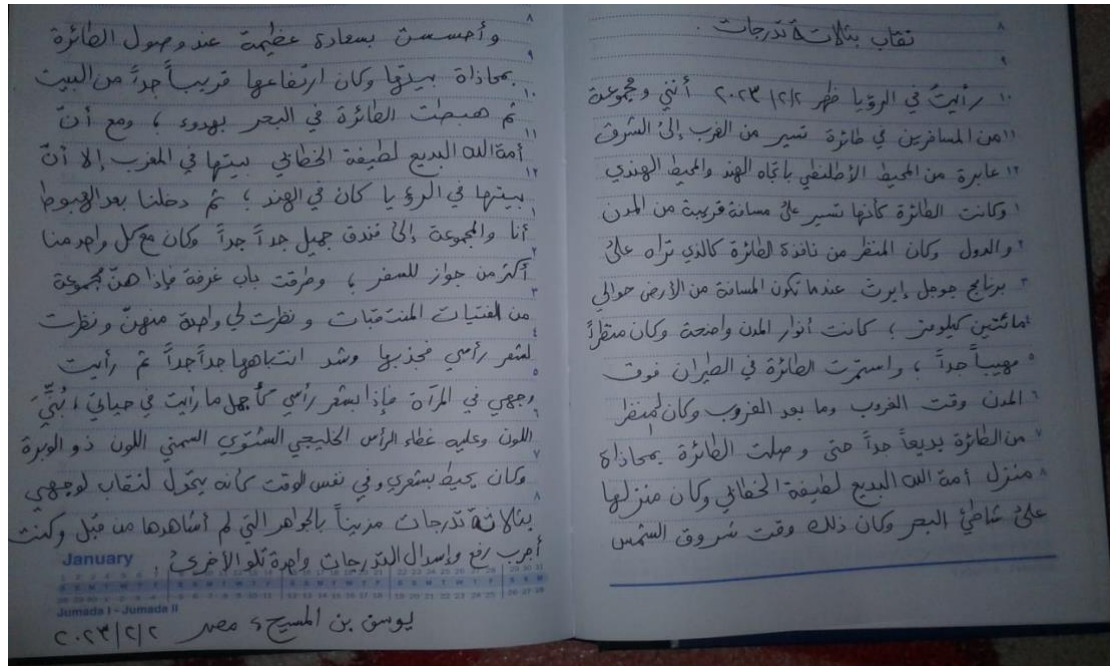 نقاب بثلاثة تدرجات .
رأيتُ في الرؤيا ظهر ٢/٢/٢٠٢٣ أنني ومجموعة
من المسافرين في طائرة تسير من الغرب إلى الشرق
عابرة من المحيط الأطلنطي باتجاه الهند والمحيط الهندي
وكانت الطائرة كأنها تسير على مسافة قريبة من المدن
والدول وكان المنظر من نافذة الطائرة كالذي تراه على
برنامج جوجل إيرث عندما تكون المسافة من الأرض حوالي
مائتين كيلومتر ؛ كانت أنوار المدن واضحة وكان منظراً
مهيباً جداً ، واستمرت الطائرة في الطيران فوق
المدن وقت الغروب وما بعد الغروب وكان المنظر
من الطائرة بديعاً جداً حتى وصلت الطائرة بمحاذاة
منزل أمة الله البديع لطيفة الخطابي وكان منزلها
على شاطئ البحر وكان ذلك وقت شروق الشمس
وأحسست بسعادة عظيمة عند وصول الطائرة
بمحاذاة بيتها وكان ارتفاعها قريباً جداً من البيت
ثم هبطت الطائرة في البحر بهدوء ، ومع أنّ
أمة الله البديع لطيفة الخطابي بيتها في المغرب إلا أنّ
بيتها في الرؤيا كان في الهند ؛ ثم دخلنا بعد الهبوط
أنا والمجموعة إلى فندق جميل جداً جداً وكان مع كل واحد منا
أكثر من جواز للسفر ، وطرقت باب غرفة فإذا هنّ مجموعة
من الفتيات المنتقبات ونظرت لي واحدة منهنّ ونظرت
لشعر رأسي فجذبها وشد انتباهها جداً جداً ثم رأيت
وجهي في المرآة فإذا بشعر رأسي كأجمل ما رأيت في حياتي ، بُنِّيَّ
اللون وعليه غطاء الرأس الخليجي الشتوي السمني اللون ذو الوبرة
وكان يحيط بشعري وفي نفس الوقت كأنه يتحول لنقاب لوجهي
بثلاثة تدرجات مزيناً بالجواهر التي لم أشاهدها من قبل وكنت
أجرب رفع وإسدال التدرجات واحدة تلو الأخرى .
January
Jumada I - Jumada II
يوسف بن المسيح ، مصر ٢/٢/٢٠٢٣